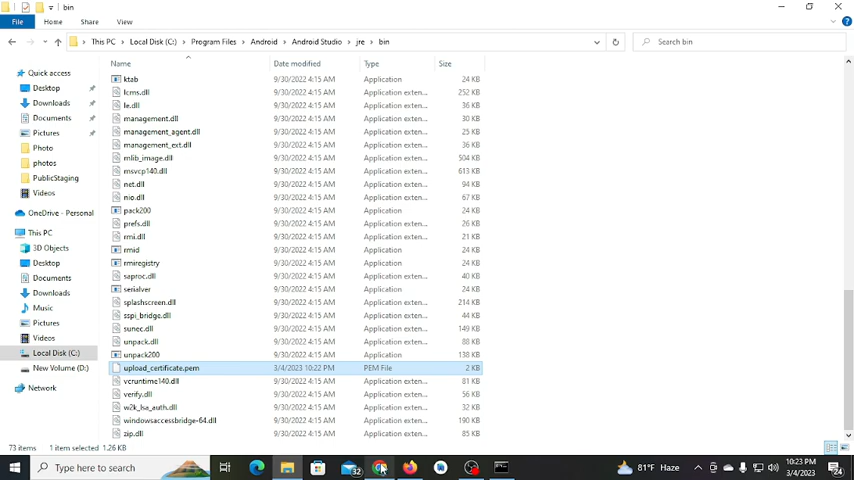 bin
File Home Share View
This PC > Local Disk (C:) > Program Files > Android > Android Studio > jre > bin
Search bin
Name Date modified Type Size
Quick access
Desktop
Downloads
Documents
Pictures
Photo
photos
PublicStaging
Videos
OneDrive - Personal
This PC
3D Objects
Desktop
Documents
Downloads
Music
Pictures
Videos
Local Disk (C:)
New Volume (D:)
Network
ktab 9/30/2022 4:15 AM Application 24 KB
lcms.dll 9/30/2022 4:15 AM Application exten... 252 KB
le.dll 9/30/2022 4:15 AM Application exten... 36 KB
management.dll 9/30/2022 4:15 AM Application exten... 30 KB
management_agent.dll 9/30/2022 4:15 AM Application exten... 25 KB
management_ext.dll 9/30/2022 4:15 AM Application exten... 36 KB
mlib_image.dll 9/30/2022 4:15 AM Application exten... 504 KB
msvcp140.dll 9/30/2022 4:15 AM Application exten... 613 KB
net.dll 9/30/2022 4:15 AM Application exten... 94 KB
nio.dll 9/30/2022 4:15 AM Application exten... 67 KB
pack200 9/30/2022 4:15 AM Application 24 KB
prefs.dll 9/30/2022 4:15 AM Application exten... 26 KB
rmi.dll 9/30/2022 4:15 AM Application exten... 21 KB
rmid 9/30/2022 4:15 AM Application 24 KB
rmiregistry 9/30/2022 4:15 AM Application 24 KB
saproc.dll 9/30/2022 4:15 AM Application exten... 40 KB
serialver 9/30/2022 4:15 AM Application 24 KB
splashscreen.dll 9/30/2022 4:15 AM Application exten... 214 KB
sspi_bridge.dll 9/30/2022 4:15 AM Application exten... 44 KB
sunec.dll 9/30/2022 4:15 AM Application exten... 149 KB
unpack.dll 9/30/2022 4:15 AM Application exten... 88 KB
unpack200 9/30/2022 4:15 AM Application 138 KB
upload_certificate.pem 3/4/2023 10:22 PM PEM File 2 KB
vcruntime140.dll 9/30/2022 4:15 AM Application exten... 81 KB
verify.dll 9/30/2022 4:15 AM Application exten... 56 KB
w2k_lsa_auth.dll 9/30/2022 4:15 AM Application exten... 32 KB
windowsaccessbridge-64.dll 9/30/2022 4:15 AM Application exten... 190 KB
zip.dll 9/30/2022 4:15 AM Application exten... 85 KB
73 items 1 item selected 1.26 KB
Type here to search 32 81°F Haze 10:23 PM
3/4/2023 24